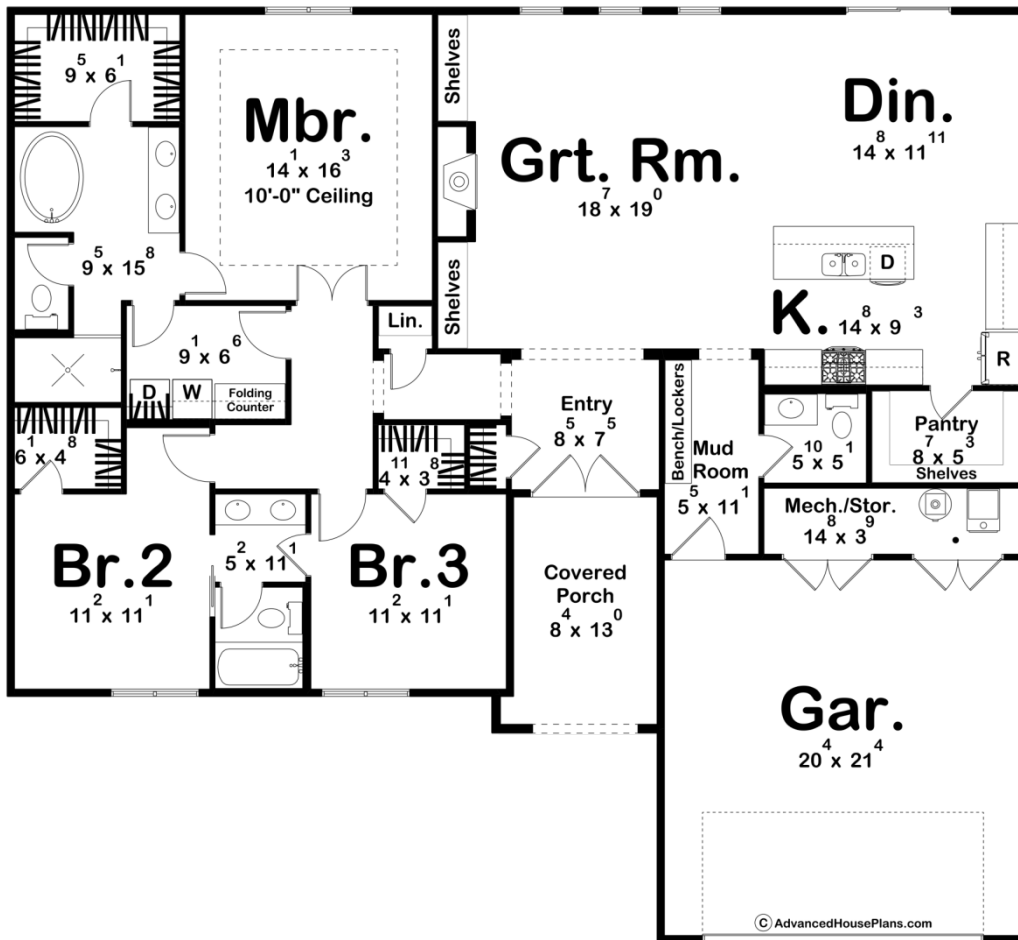 9⁵ x 6¹
Mbr.
14¹ x 16³
10'-0" Ceiling
Shelves
Grt. Rm.
18⁷ x 19⁰
Din.
14⁸ x 11¹¹
9⁵ x 15⁸
Shelves
D
K. 14⁸ x 9³
R
Lin.
9¹ x 6⁶
D
W
Folding
Counter
Entry
8⁵ x 7⁵
Bench/Lockers
Mud
Room
5⁵ x 11¹
5¹⁰ x 5¹
Pantry
8⁷ x 5³
Shelves
6¹ x 4⁸
4¹¹ x 3⁸
Mech./Stor.
14⁸ x 3⁹
Br.2
11² x 11¹
5² x 11¹
Br.3
11² x 11¹
Covered
Porch
8⁴ x 13⁰
Gar.
20⁴ x 21⁴
© AdvancedHousePlans.com